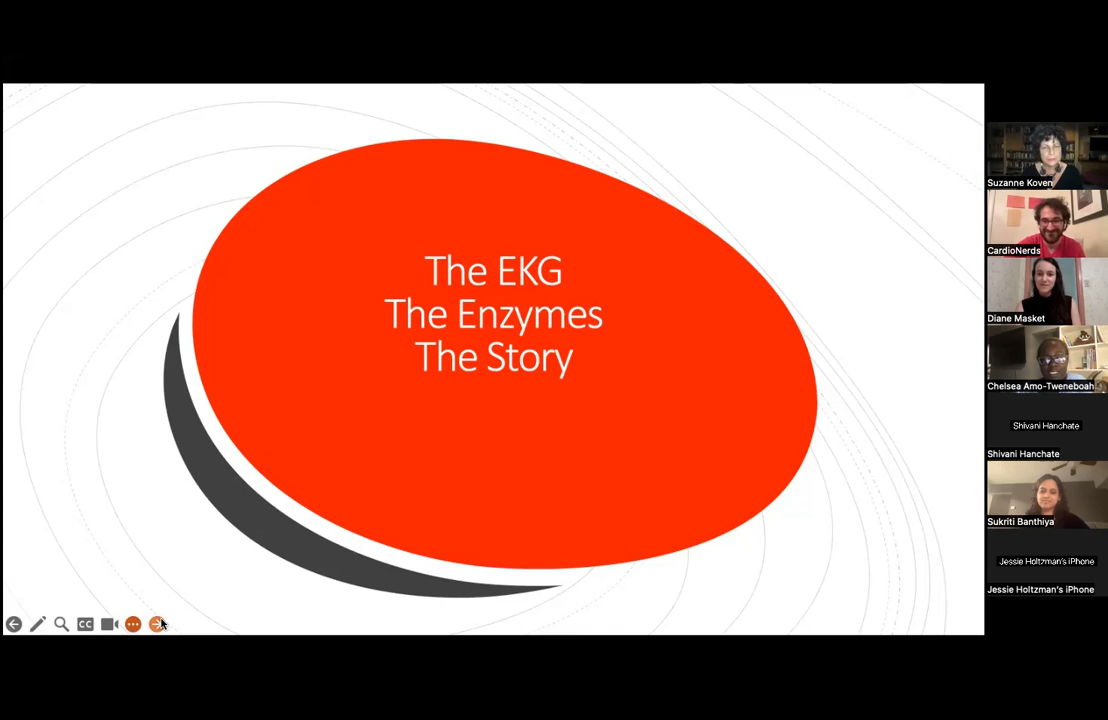 The EKG
The Enzymes
The Story
CC
Suzanne Koven
CardioNerds
Diane Masket
Chelsea Amo-Tweneboah
Shivani Hanchate
Shivani Hanchate
Sukriti Banthiya
Jessie Holtzman's iPhone
Jessie Holtzman's iPhone